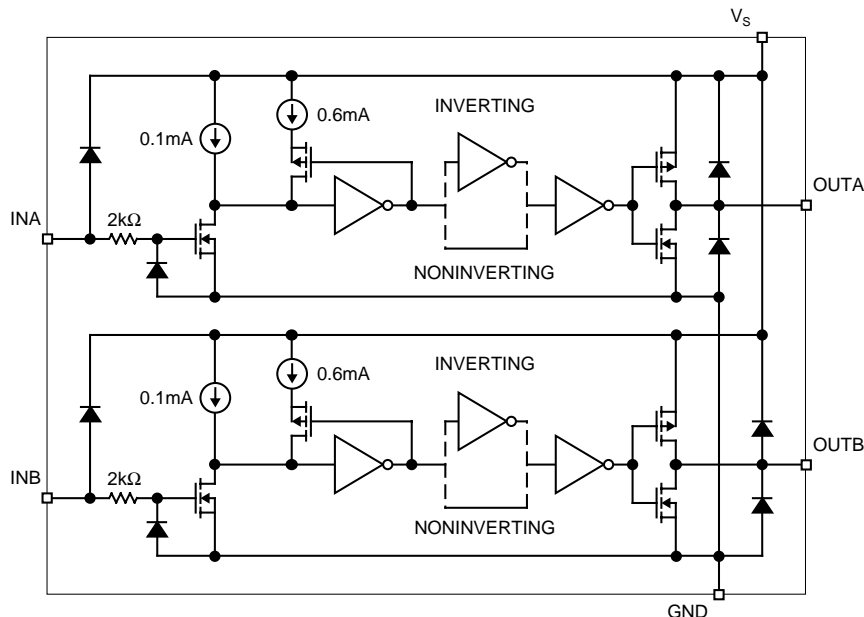 V_S
INVERTING
0.1mA
0.6mA
OUTA
INA
2kΩ
NONINVERTING
INVERTING
0.1mA
0.6mA
OUTB
INB
2kΩ
NONINVERTING
GND